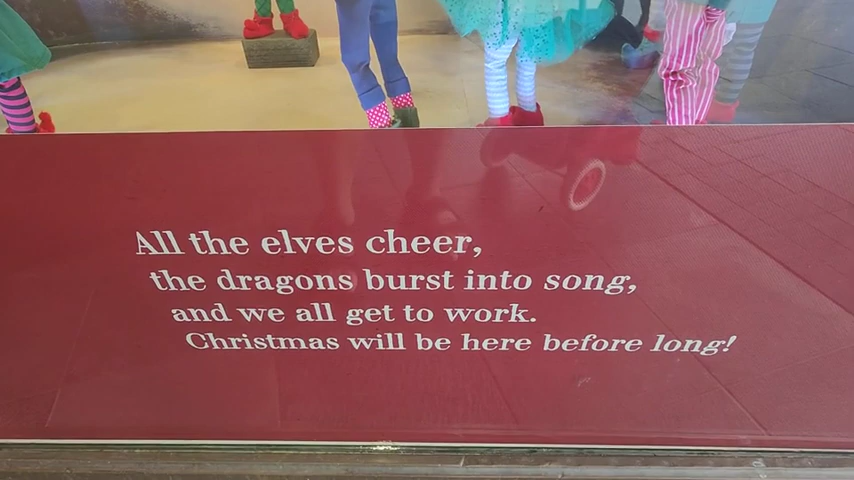 All the elves cheer,
the dragons burst into song,
and we all get to work.
Christmas will be here before long!